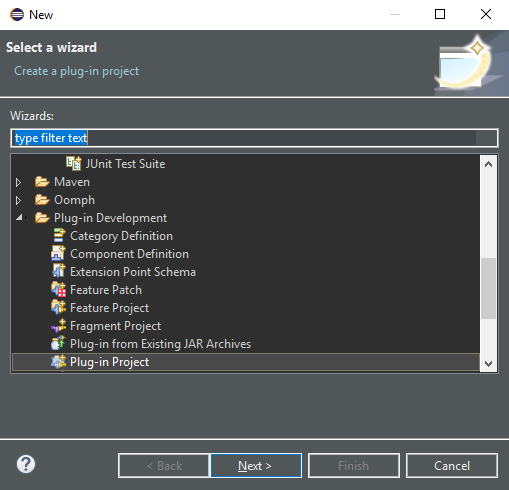 New
Select a wizard
Create a plug-in project
Wizards:
type filter text
JUnit Test Suite
Maven
Oomph
Plug-in Development
Category Definition
Component Definition
Extension Point Schema
Feature Patch
Feature Project
Fragment Project
Plug-in from Existing JAR Archives
Plug-in Project
? < Back Next > Finish Cancel